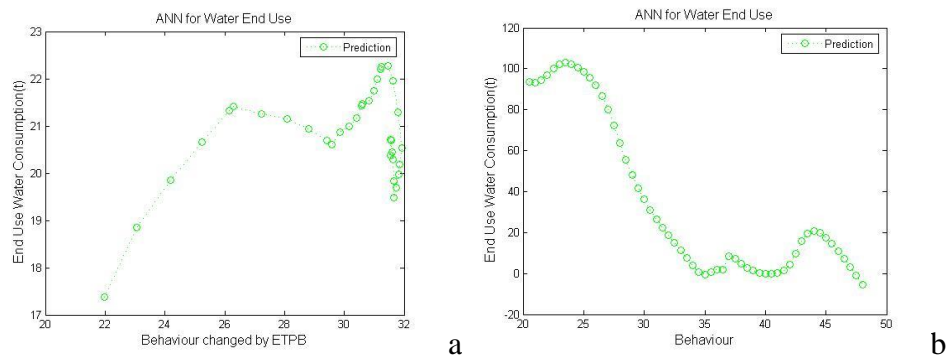 ANN for Water End Use
Prediction
End Use Water Consumption(t)
23
22
21
20
19
18
17
20 22 24 26 28 30 32
Behaviour changed by ETPB
a
ANN for Water End Use
Prediction
End Use Water Consumption(t)
120
100
80
60
40
20
0
-20
20 25 30 35 40 45 50
Behaviour
b